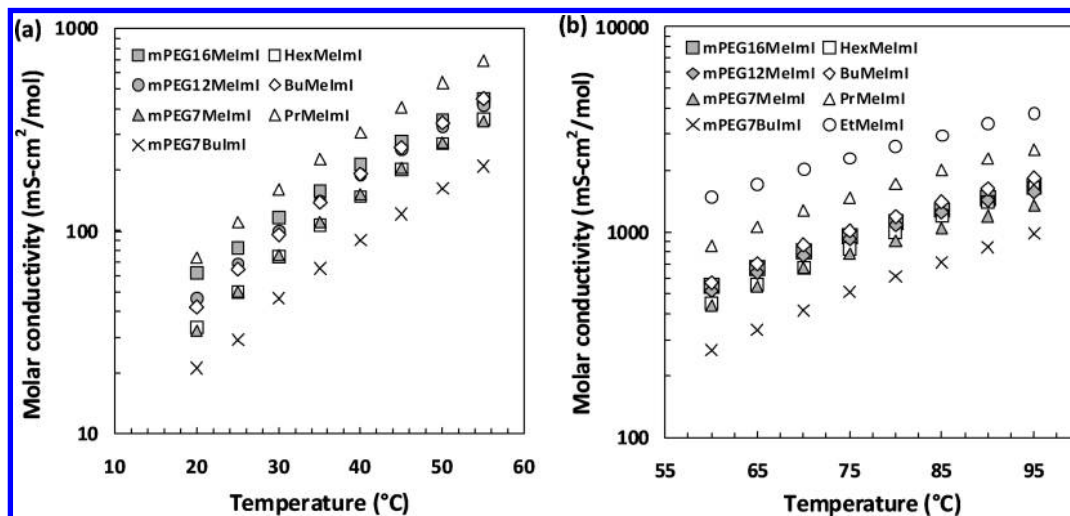 (a)
1000
100
10
Molar conductivity (mS-cm²/mol)
mPEG16MeImI HexMeImI
mPEG12MeImI BuMeImI
mPEG7MeImI PrMeImI
mPEG7BuImI
10 20 30 40 50 60
Temperature (°C)
(b)
10000
1000
100
Molar conductivity (mS-cm²/mol)
mPEG16MeImI HexMeImI
mPEG12MeImI BuMeImI
mPEG7MeImI PrMeImI
mPEG7BuImI EtMeImI
55 65 75 85 95
Temperature (°C)